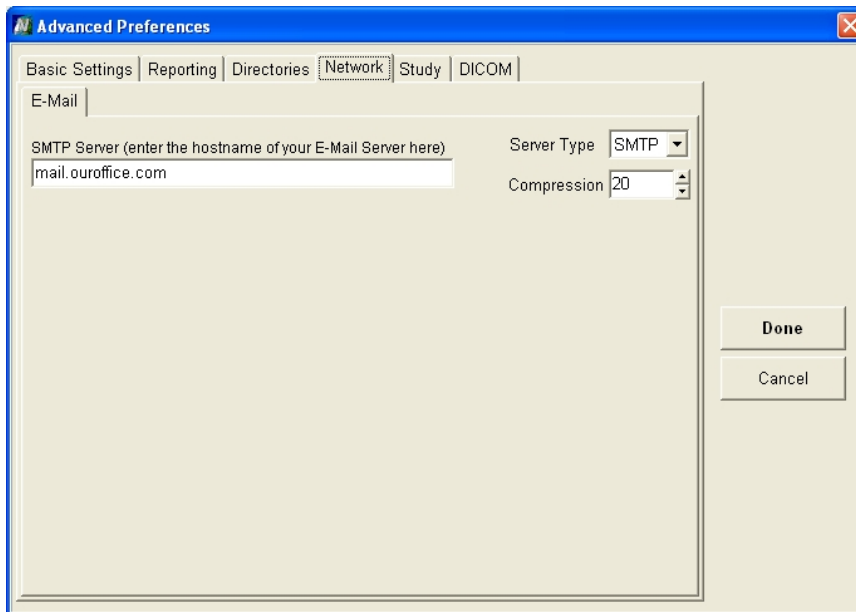 Advanced Preferences
Basic Settings Reporting Directories Network Study DICOM
E-Mail
SMTP Server (enter the hostname of your E-Mail Server here)
mail.ouroffice.com
Server Type SMTP
Compression 20
Done
Cancel